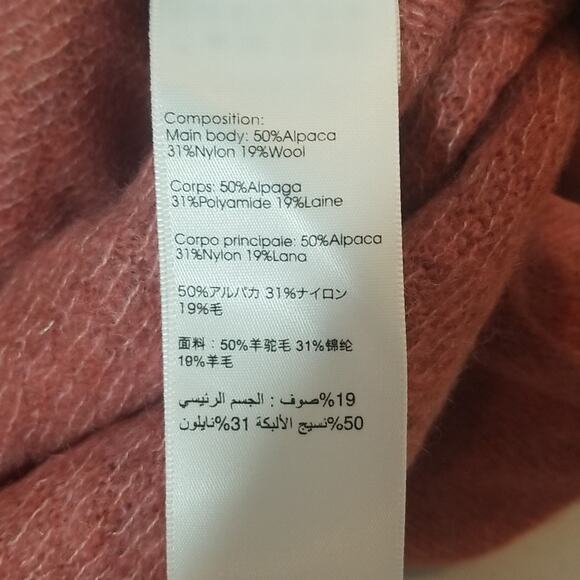 Composition:
Main body: 50%Alpaca
31%Nylon 19%Wool
Corps: 50%Alpaga
31%Polyamide 19%Laine
Corpo principale: 50%Alpaca
31%Nylon 19%Lana
50%アルパカ 31%ナイロン
19%毛
面料：50%羊驼毛 31%锦纶
19%羊毛
19%صوف : الجسم الرئيسي
50%نسيج الألبكة 31%نايلون